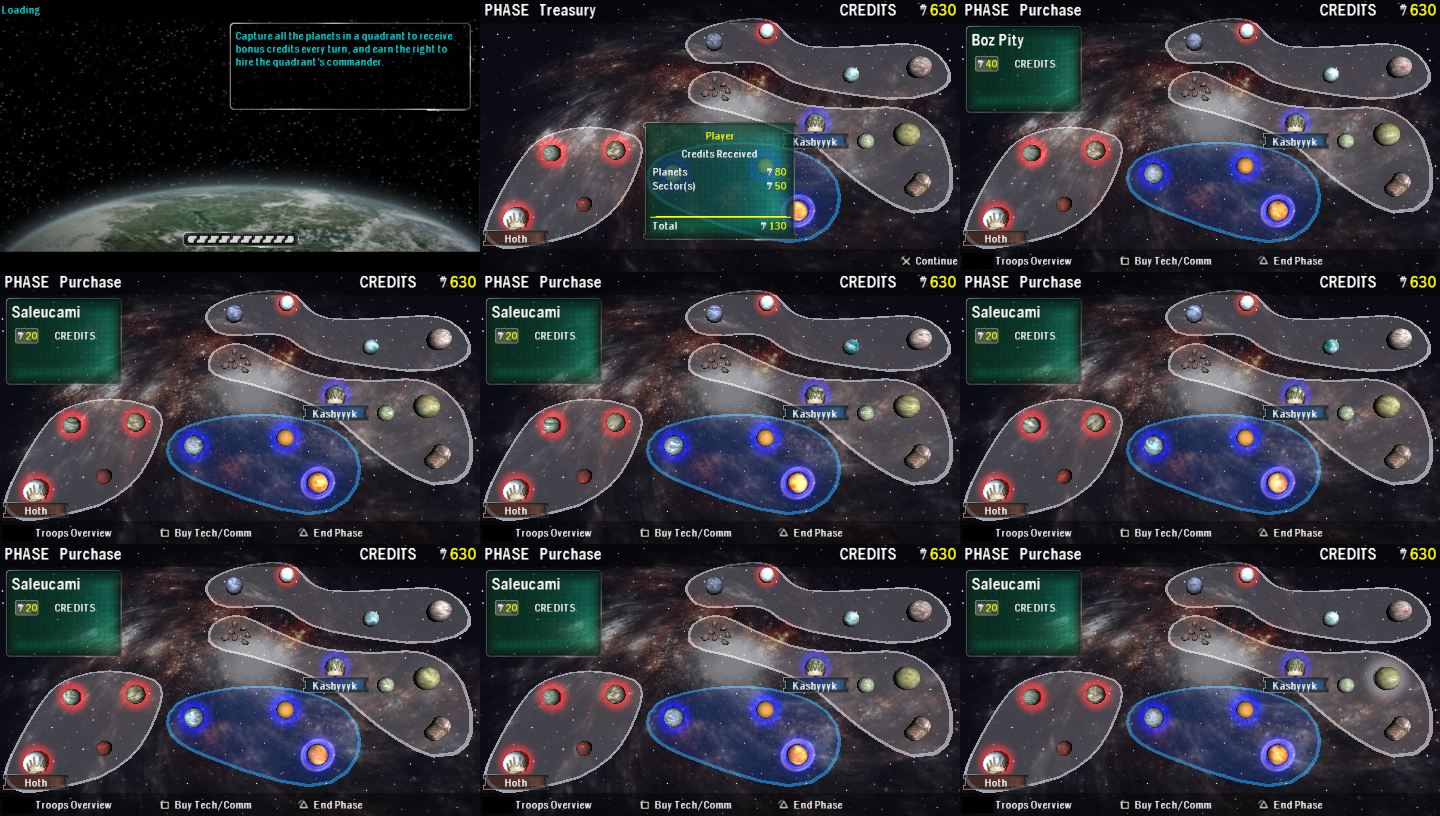 Loading
Capture all the planets in a quadrant to receive
bonus credits every turn, and earn the right to
hire the quadrant's commander.
PHASE Treasury CREDITS 630
Player
Credits Received
Planets 80
Sector(s) 50
Total 130
Kashyyyk
Hoth
Continue
PHASE Purchase CREDITS 630
Boz Pity
40 CREDITS
Kashyyyk
Hoth
Troops Overview Buy Tech/Comm End Phase
PHASE Purchase CREDITS 630
Saleucami
20 CREDITS
Kashyyyk
Hoth
Troops Overview Buy Tech/Comm End Phase
PHASE Purchase CREDITS 630
Saleucami
20 CREDITS
Kashyyyk
Hoth
Troops Overview Buy Tech/Comm End Phase
PHASE Purchase CREDITS 630
Saleucami
20 CREDITS
Kashyyyk
Hoth
Troops Overview Buy Tech/Comm End Phase
PHASE Purchase CREDITS 630
Saleucami
20 CREDITS
Kashyyyk
Hoth
Troops Overview Buy Tech/Comm End Phase
PHASE Purchase CREDITS 630
Saleucami
20 CREDITS
Kashyyyk
Hoth
Troops Overview Buy Tech/Comm End Phase
PHASE Purchase CREDITS 630
Saleucami
20 CREDITS
Kashyyyk
Hoth
Troops Overview Buy Tech/Comm End Phase